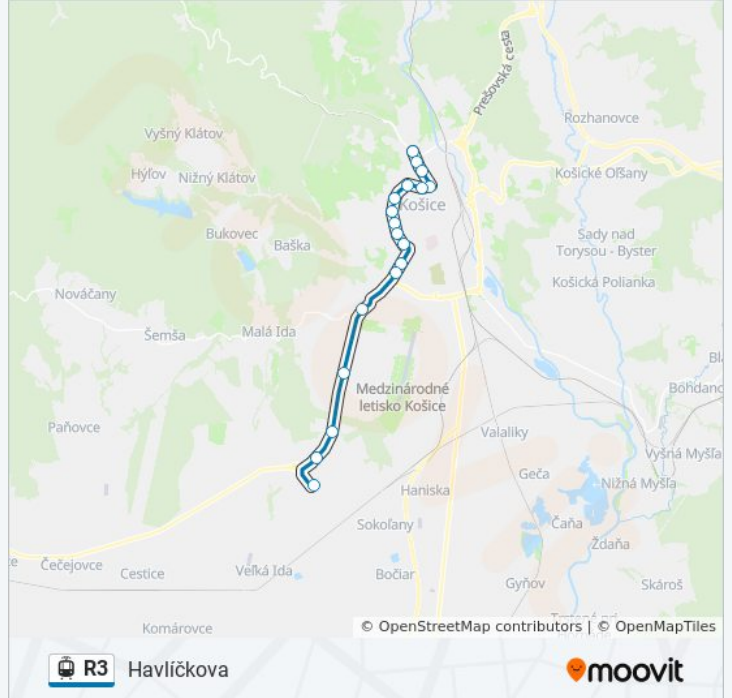 Prešovská cesta
Rozhanovce
Vyšný Klátov
Hýľov
Nižný Klátov
Košické Oľšany
Košice
Bukovec
Baška
Sady nad
Torysou - Byster
Košická Polianka
Nováčany
Šemša
Malá Ida
Medzinárodné
letisko Košice
Bohdano
Paňovce
Valaliky
Vyšná Myšľa
Geča
Nižná Myšľa
Haniska
Sokoľany
Čaňa
Ždaňa
Čečejovce
Cestice
Veľká Ida
Bočiar
Gyňov
Skároš
Komárovce
© OpenStreetMap contributors | © OpenMapTiles
R3 Havlíčkova
moovit